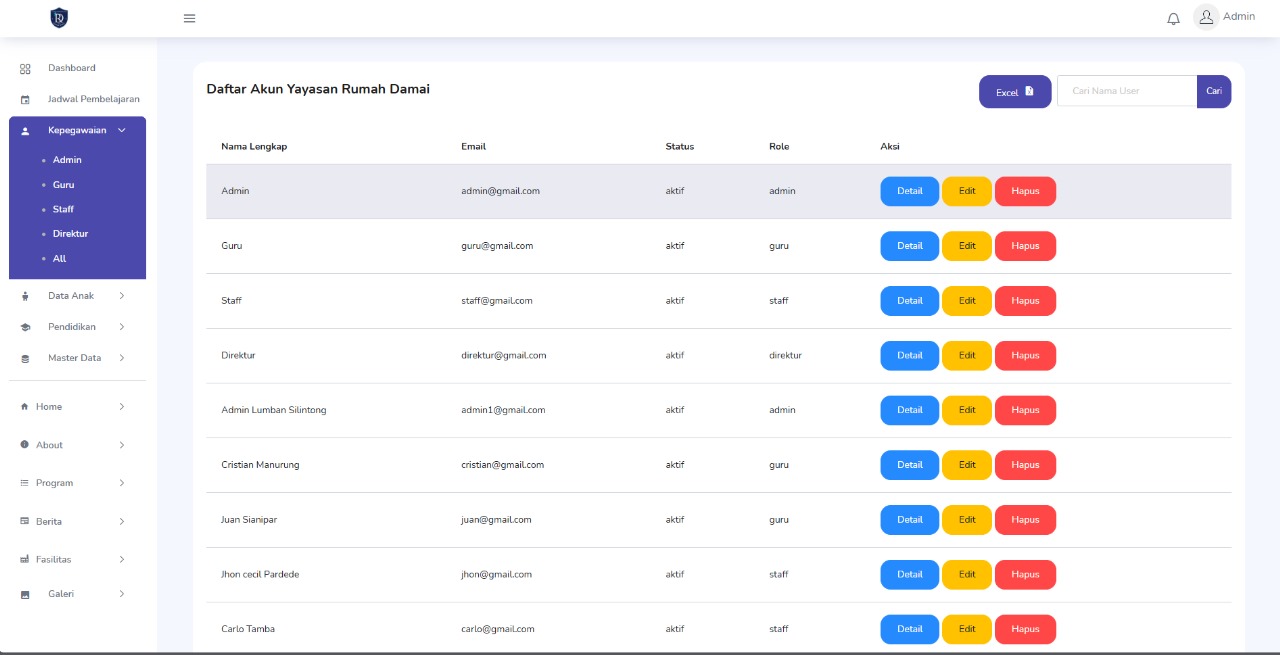 Admin
Dashboard
Jadwal Pembelajaran
Kepegawaian
Admin
Guru
Staff
Direktur
All
Data Anak
Pendidikan
Master Data
Home
About
Program
Berita
Fasilitas
Galeri
Daftar Akun Yayasan Rumah Damai
Excel Cari Nama User Cari
Nama Lengkap Email Status Role Aksi
Admin admin@gmail.com aktif admin Detail Edit Hapus
Guru guru@gmail.com aktif guru Detail Edit Hapus
Staff staff@gmail.com aktif staff Detail Edit Hapus
Direktur direktur@gmail.com aktif direktur Detail Edit Hapus
Admin Lumban Silintong admin1@gmail.com aktif admin Detail Edit Hapus
Cristian Manurung cristian@gmail.com aktif guru Detail Edit Hapus
Juan Sianipar juan@gmail.com aktif guru Detail Edit Hapus
Jhon cecil Pardede jhon@gmail.com aktif staff Detail Edit Hapus
Carlo Tamba carlo@gmail.com aktif staff Detail Edit Hapus